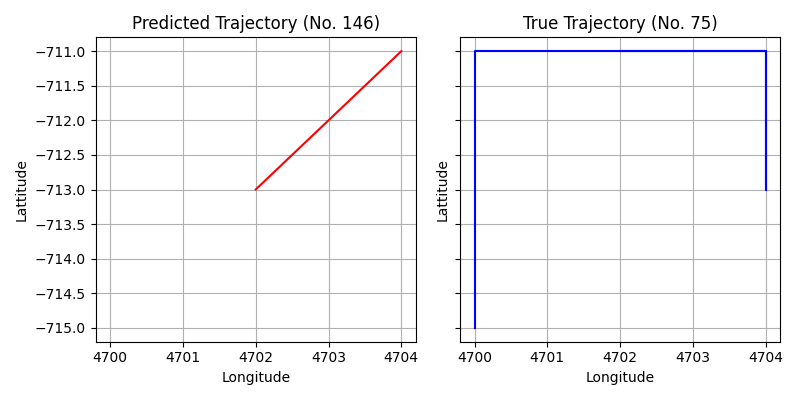 Predicted Trajectory (No. 146)
True Trajectory (No. 75)
−711.0
−711.5
−712.0
−712.5
−713.0
−713.5
−714.0
−714.5
−715.0
Lattitude
Lattitude
4700 4701 4702 4703 4704
4700 4701 4702 4703 4704
Longitude
Longitude